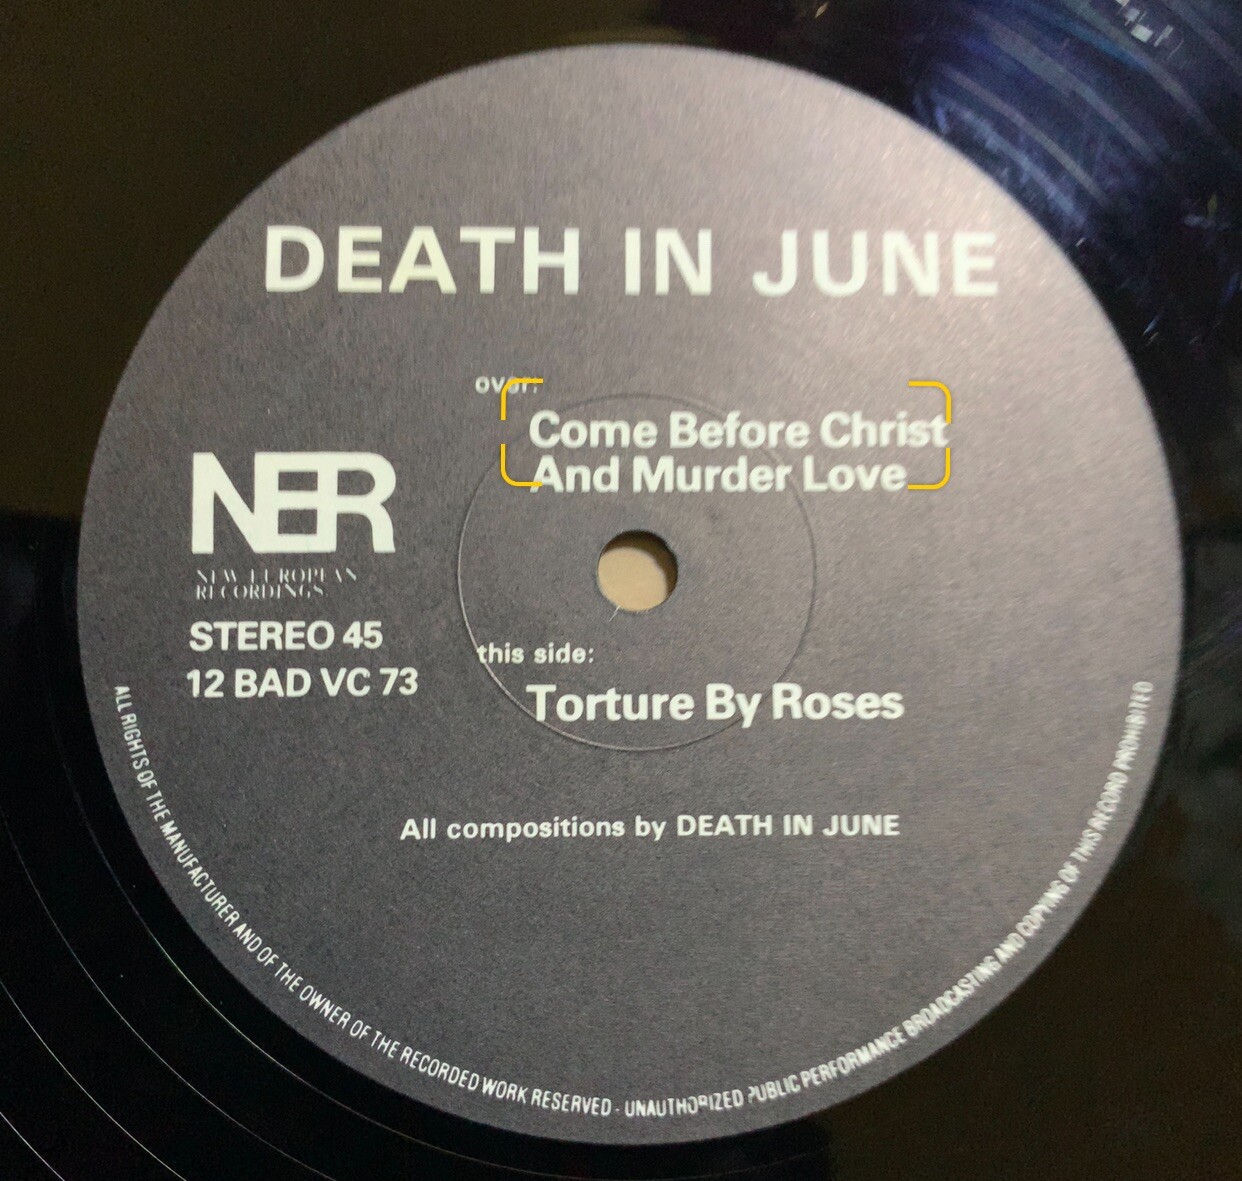 DEATH IN JUNE
over:
Come Before Christ
And Murder Love
NER
NEW EUROPEAN
RECORDINGS
STEREO 45
12 BAD VC 73
this side:
Torture By Roses
All compositions by DEATH IN JUNE
ALL RIGHTS OF THE MANUFACTURER AND OF THE OWNER OF THE RECORDED WORK RESERVED - UNAUTHORIZED PUBLIC PERFORMANCE BROADCASTING AND COPYING OF THIS RECORD PROHIBITED